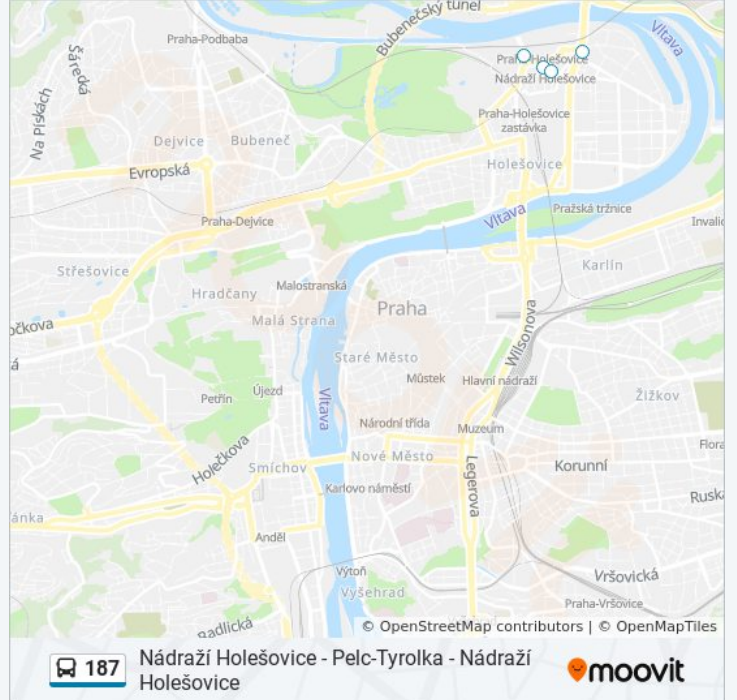 Bubenečský tunel
Praha-Podbaba
Vltava
Šárecká
Praha-Holešovice
Nádraží Holešovice
Na Pískách
Praha-Holešovice
zastávka
Dejvice
Bubeneč
Holešovice
Evropská
Praha-Dejvice
Vltava
Pražská tržnice
Invalid
Střešovice
Karlín
Malostranská
Hradčany
Praha
Malá Strana
očkova
Wilsonova
á
Staré Město
Můstek
Hlavní nádraží
Petřín
Újezd
Vltava
Žižkov
Národní třída
Muzeum
Flora
Holečkova
Nové Město
Smíchov
Korunní
Legerova
Karlovo náměstí
Rusk
ánka
Anděl
Výtoň
Vršovická
Vyšehrad
Praha-Vršovice
Radlická
© OpenStreetMap contributors | © OpenMapTiles
187
Nádraží Holešovice - Pelc-Tyrolka - Nádraží
Holešovice
moovit